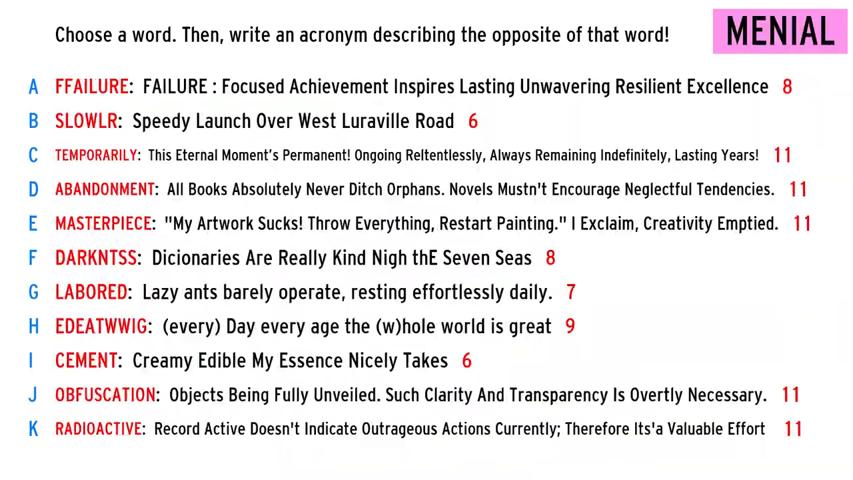 Choose a word. Then, write an acronym describing the opposite of that word! MENIAL
A FFAILURE: FAILURE : Focused Achievement Inspires Lasting Unwavering Resilient Excellence 8
B SLOWLR: Speedy Launch Over West Luraville Road 6
C TEMPORARILY: This Eternal Moment's Permanent! Ongoing Reltentlessly, Always Remaining Indefinitely, Lasting Years! 11
D ABANDONMENT: All Books Absolutely Never Ditch Orphans. Novels Mustn't Encourage Neglectful Tendencies. 11
E MASTERPIECE: "My Artwork Sucks! Throw Everything, Restart Painting." I Exclaim, Creativity Emptied. 11
F DARKNTSS: Dicionaries Are Really Kind Nigh thE Seven Seas 8
G LABORED: Lazy ants barely operate, resting effortlessly daily. 7
H EDEATWWIG: (every) Day every age the (w)hole world is great 9
I CEMENT: Creamy Edible My Essence Nicely Takes 6
J OBFUSCATION: Objects Being Fully Unveiled. Such Clarity And Transparency Is Overtly Necessary. 11
K RADIOACTIVE: Record Active Doesn't Indicate Outrageous Actions Currently; Therefore Its'a Valuable Effort 11